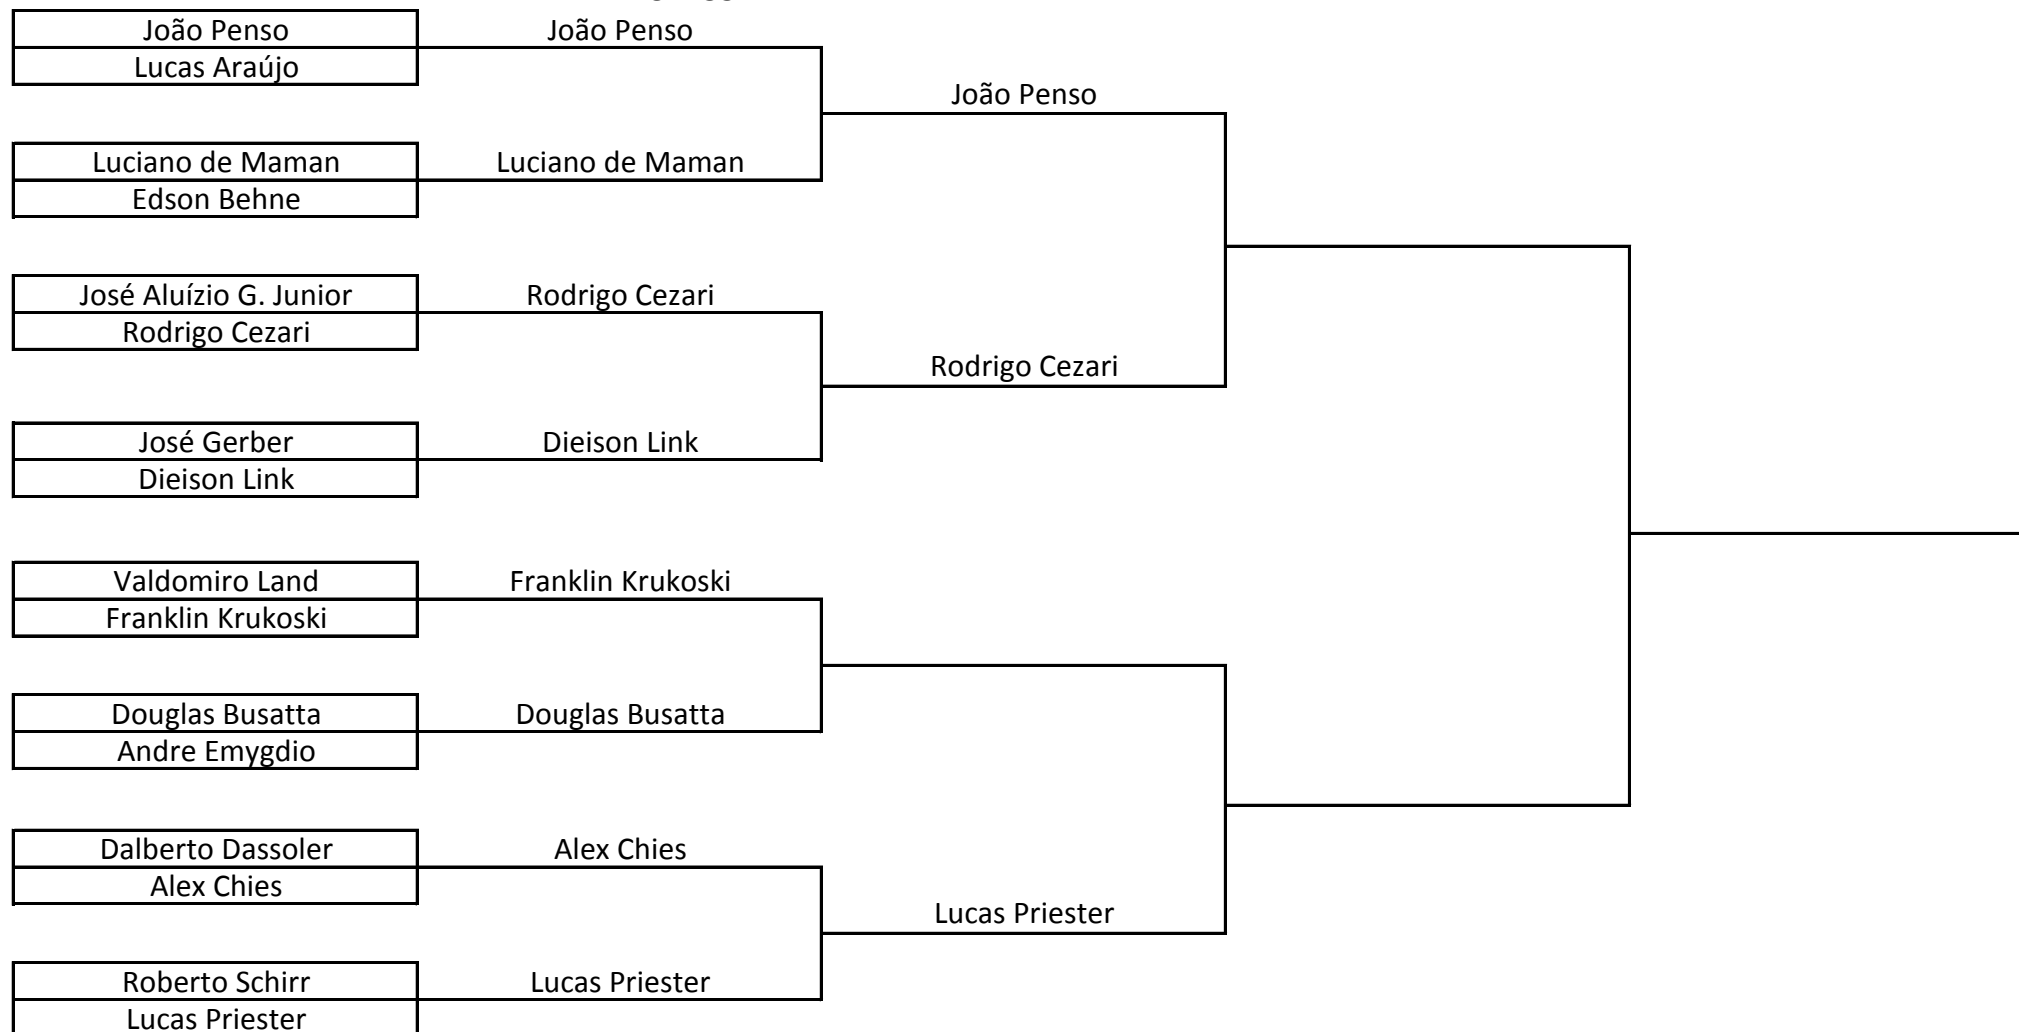 João Penso
Lucas Araújo
João Penso
João Penso
Luciano de Maman
Edson Behne
Luciano de Maman
José Aluízio G. Junior
Rodrigo Cezari
Rodrigo Cezari
Rodrigo Cezari
José Gerber
Dieison Link
Dieison Link
Valdomiro Land
Franklin Krukoski
Franklin Krukoski
Douglas Busatta
Andre Emygdio
Douglas Busatta
Dalberto Dassoler
Alex Chies
Alex Chies
Lucas Priester
Roberto Schirr
Lucas Priester
Lucas Priester